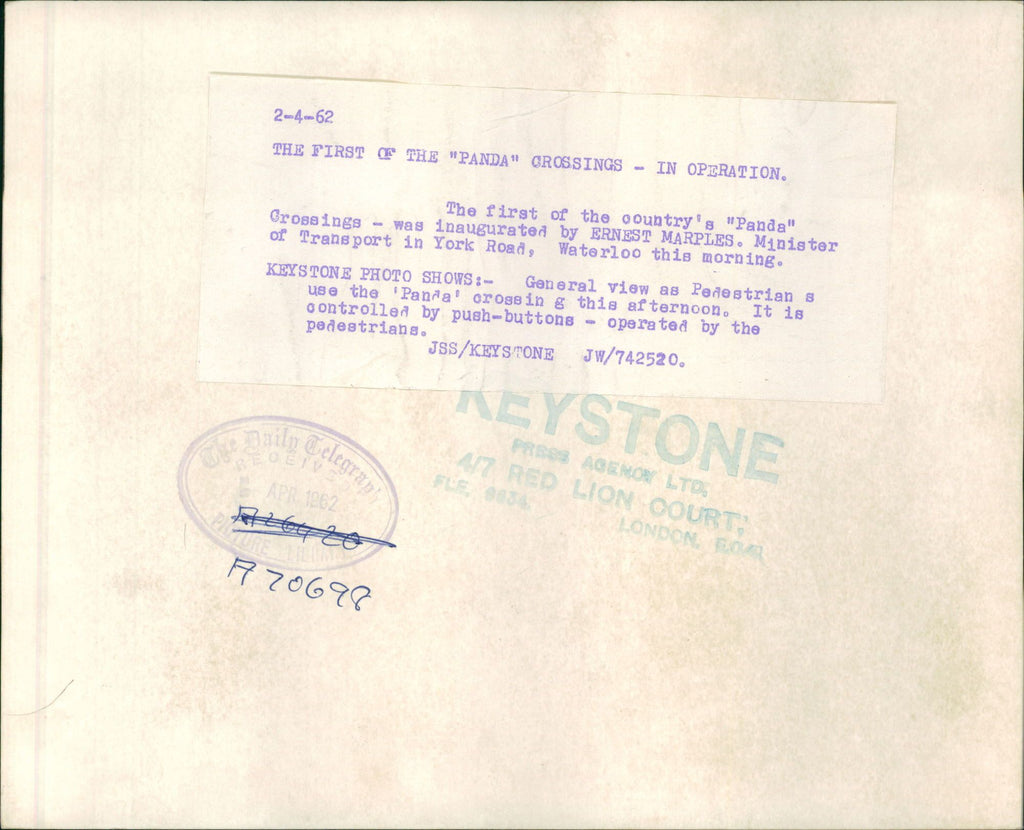 2-4-62
THE FIRST OF THE "PANDA" CROSSINGS - IN OPERATION.
The first of the country's "Panda"
Crossings - was inaugurated by ERNEST MARPLES. Minister
of Transport in York Road, Waterloo this morning.
KEYSTONE PHOTO SHOWS:- General view as Pedestrian s
use the 'Panda' crossin g this afternoon. It is
controlled by push-buttons - operated by the
pedestrians.
JSS/KEYSTONE JW/742520.
KEYSTONE
PRESS AGENCY LTD,
4/7 RED LION COURT,
FLE. 9634.
LONDON, E.C.4
The Daily Telegraph
RECEIVED
APR 1962
PICTURE
A26920
A70698